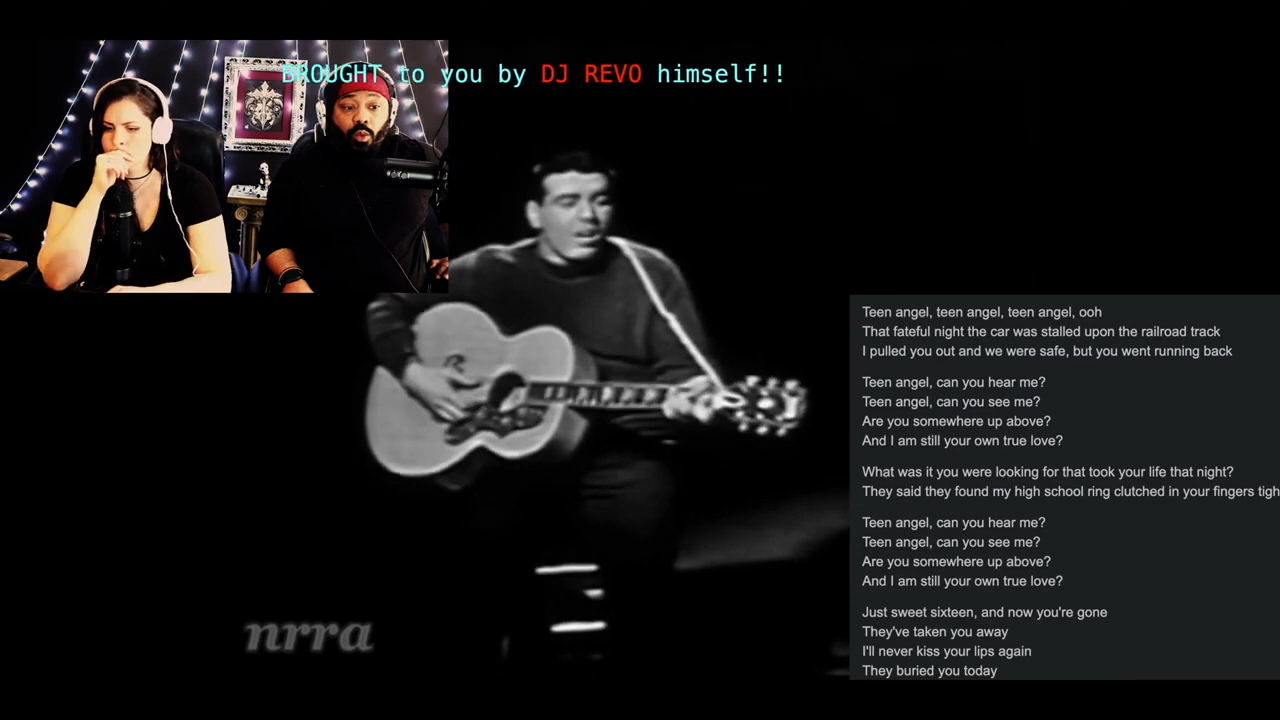 BROUGHT to you by DJ REVO himself!!
Teen angel, teen angel, teen angel, ooh
That fateful night the car was stalled upon the railroad track
I pulled you out and we were safe, but you went running back
Teen angel, can you hear me?
Teen angel, can you see me?
Are you somewhere up above?
And I am still your own true love?
What was it you were looking for that took your life that night?
They said they found my high school ring clutched in your fingers tigh
Teen angel, can you hear me?
Teen angel, can you see me?
Are you somewhere up above?
And I am still your own true love?
Just sweet sixteen, and now you're gone
They've taken you away
I'll never kiss your lips again
They buried you today
nrra